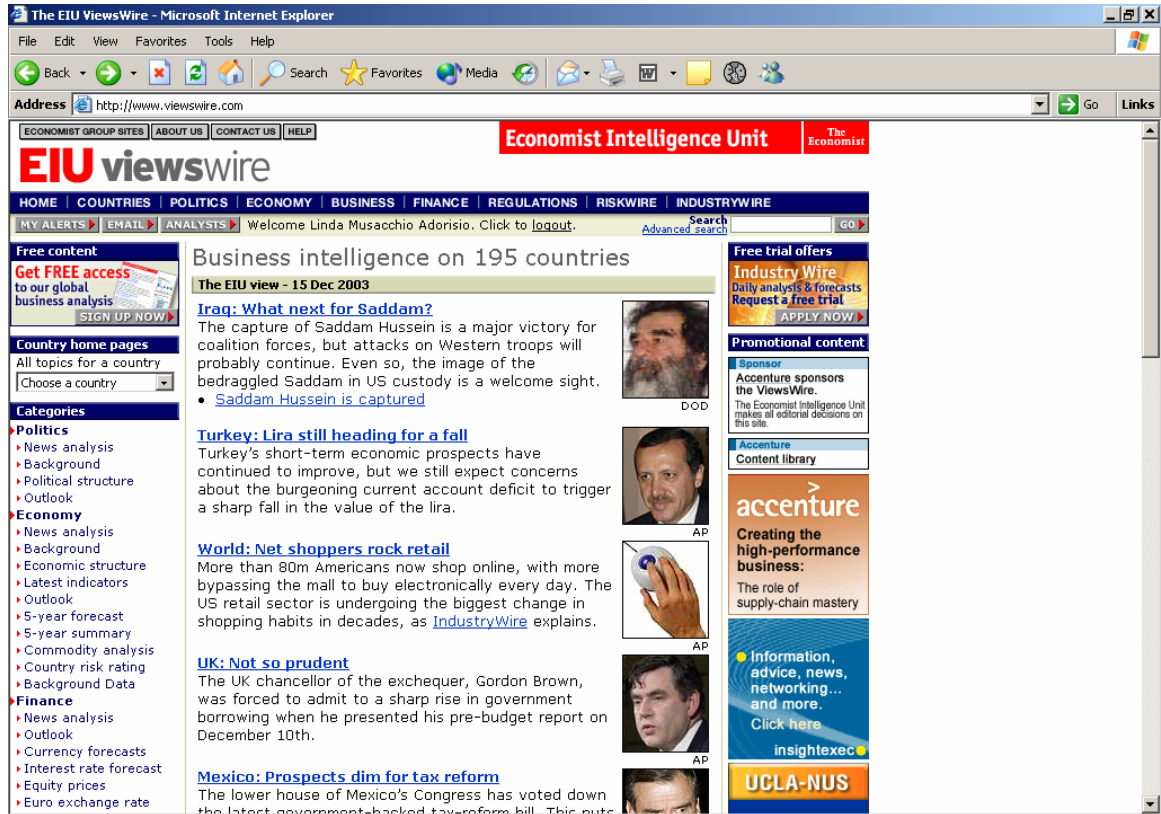 The EIU ViewsWire - Microsoft Internet Explorer
File Edit View Favorites Tools Help
Back Search Favorites Media
Address http://www.viewswire.com Go Links
ECONOMIST GROUP SITES ABOUT US CONTACT US HELP
Economist Intelligence Unit The Economist
EIU viewswire
HOME COUNTRIES POLITICS ECONOMY BUSINESS FINANCE REGULATIONS RISKWIRE INDUSTRYWIRE
MY ALERTS EMAIL ANALYSTS Welcome Linda Musacchio Adorisio. Click to logout. Search Advanced search GO
Free content
Get FREE access
to our global
business analysis
SIGN UP NOW
Country home pages
All topics for a country
Choose a country
Categories
Politics
News analysis
Background
Political structure
Outlook
Economy
News analysis
Background
Economic structure
Latest indicators
Outlook
5-year forecast
5-year summary
Commodity analysis
Country risk rating
Background Data
Finance
News analysis
Outlook
Currency forecasts
Interest rate forecast
Equity prices
Euro exchange rate
Business intelligence on 195 countries
The EIU view - 15 Dec 2003
Iraq: What next for Saddam?
The capture of Saddam Hussein is a major victory for
coalition forces, but attacks on Western troops will
probably continue. Even so, the image of the
bedraggled Saddam in US custody is a welcome sight.
• Saddam Hussein is captured
DOD
Turkey: Lira still heading for a fall
Turkey's short-term economic prospects have
continued to improve, but we still expect concerns
about the burgeoning current account deficit to trigger
a sharp fall in the value of the lira.
AP
World: Net shoppers rock retail
More than 80m Americans now shop online, with more
bypassing the mall to buy electronically every day. The
US retail sector is undergoing the biggest change in
shopping habits in decades, as IndustryWire explains.
AP
UK: Not so prudent
The UK chancellor of the exchequer, Gordon Brown,
was forced to admit to a sharp rise in government
borrowing when he presented his pre-budget report on
December 10th.
AP
Mexico: Prospects dim for tax reform
The lower house of Mexico's Congress has voted down
the latest government-backed tax-reform bill. This puts
Free trial offers
Industry Wire
Daily analysis & forecasts
Request a free trial
APPLY NOW
Promotional content
Sponsor
Accenture sponsors
the ViewsWire.
The Economist Intelligence Unit
makes all editorial decisions on
this site.
Accenture
Content library
accenture
Creating the
high-performance
business:
The role of
supply-chain mastery
Information,
advice, news,
networking...
and more.
Click here
insightexec
UCLA-NUS